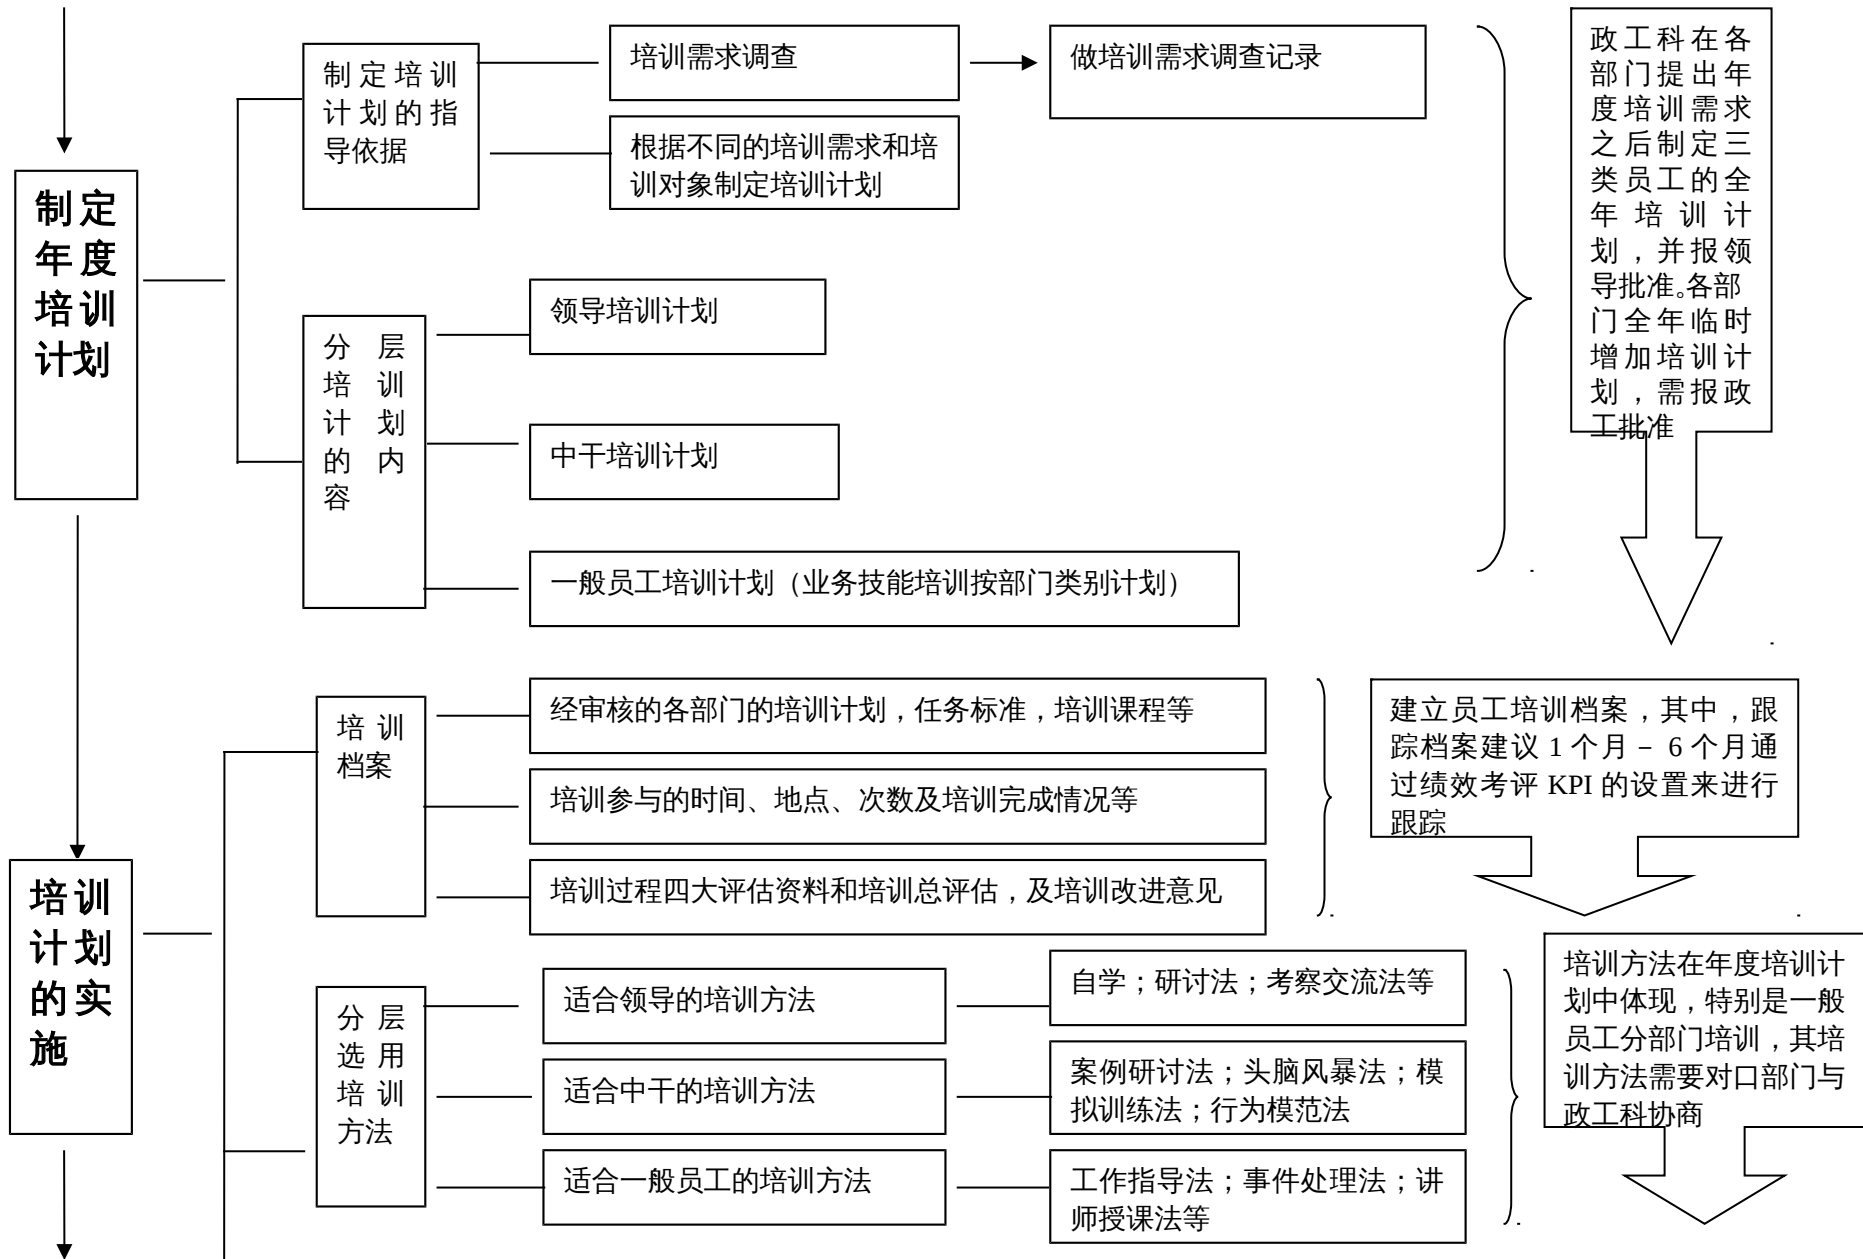 制定
年度
培训
计划
制定培训
计划的指
导依据
培训需求调查
做培训需求调查记录
根据不同的培训需求和培
训对象制定培训计划
分层
培训
计划
的内
容
领导培训计划
中干培训计划
一般员工培训计划（业务技能培训按部门类别计划）
政工科在各
部门提出年
度培训需求
之后制定三
类员工的全
年培训计
划，并报领
导批准。各部
门全年临时
增加培训计
划，需报政
工批准
培训
计划
的实
施
培训
档案
经审核的各部门的培训计划，任务标准，培训课程等
培训参与的时间、地点、次数及培训完成情况等
培训过程四大评估资料和培训总评估，及培训改进意见
建立员工培训档案，其中，跟
踪档案建议 1 个月－ 6 个月通
过绩效考评 KPI 的设置来进行
跟踪
分层
选用
培训
方法
适合领导的培训方法
自学；研讨法；考察交流法等
适合中干的培训方法
案例研讨法；头脑风暴法；模
拟训练法；行为模范法
适合一般员工的培训方法
工作指导法；事件处理法；讲
师授课法等
培训方法在年度培训计
划中体现，特别是一般
员工分部门培训，其培
训方法需要对口部门与
政工科协商